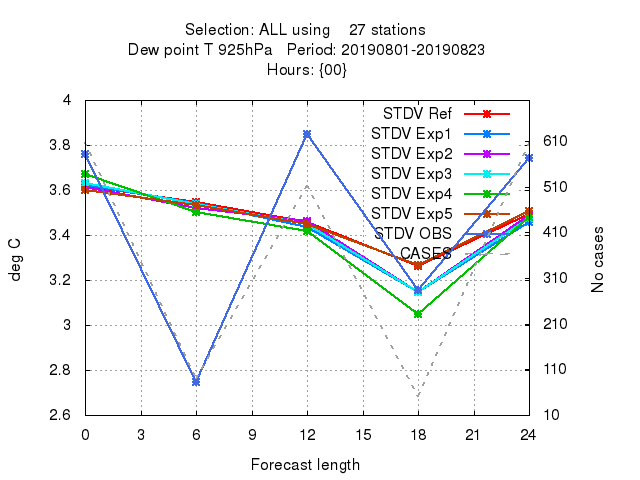 Selection: ALL using 27 stations
Dew point T 925hPa Period: 20190801-20190823
Hours: {00}
4
3.8
3.6
3.4
3.2
3
2.8
2.6
deg C
STDV Ref
STDV Exp1
STDV Exp2
STDV Exp3
STDV Exp4
STDV Exp5
STDV OBS
CASES
610
510
410
310
210
110
10
No cases
0 3 6 9 12 15 18 21 24
Forecast length